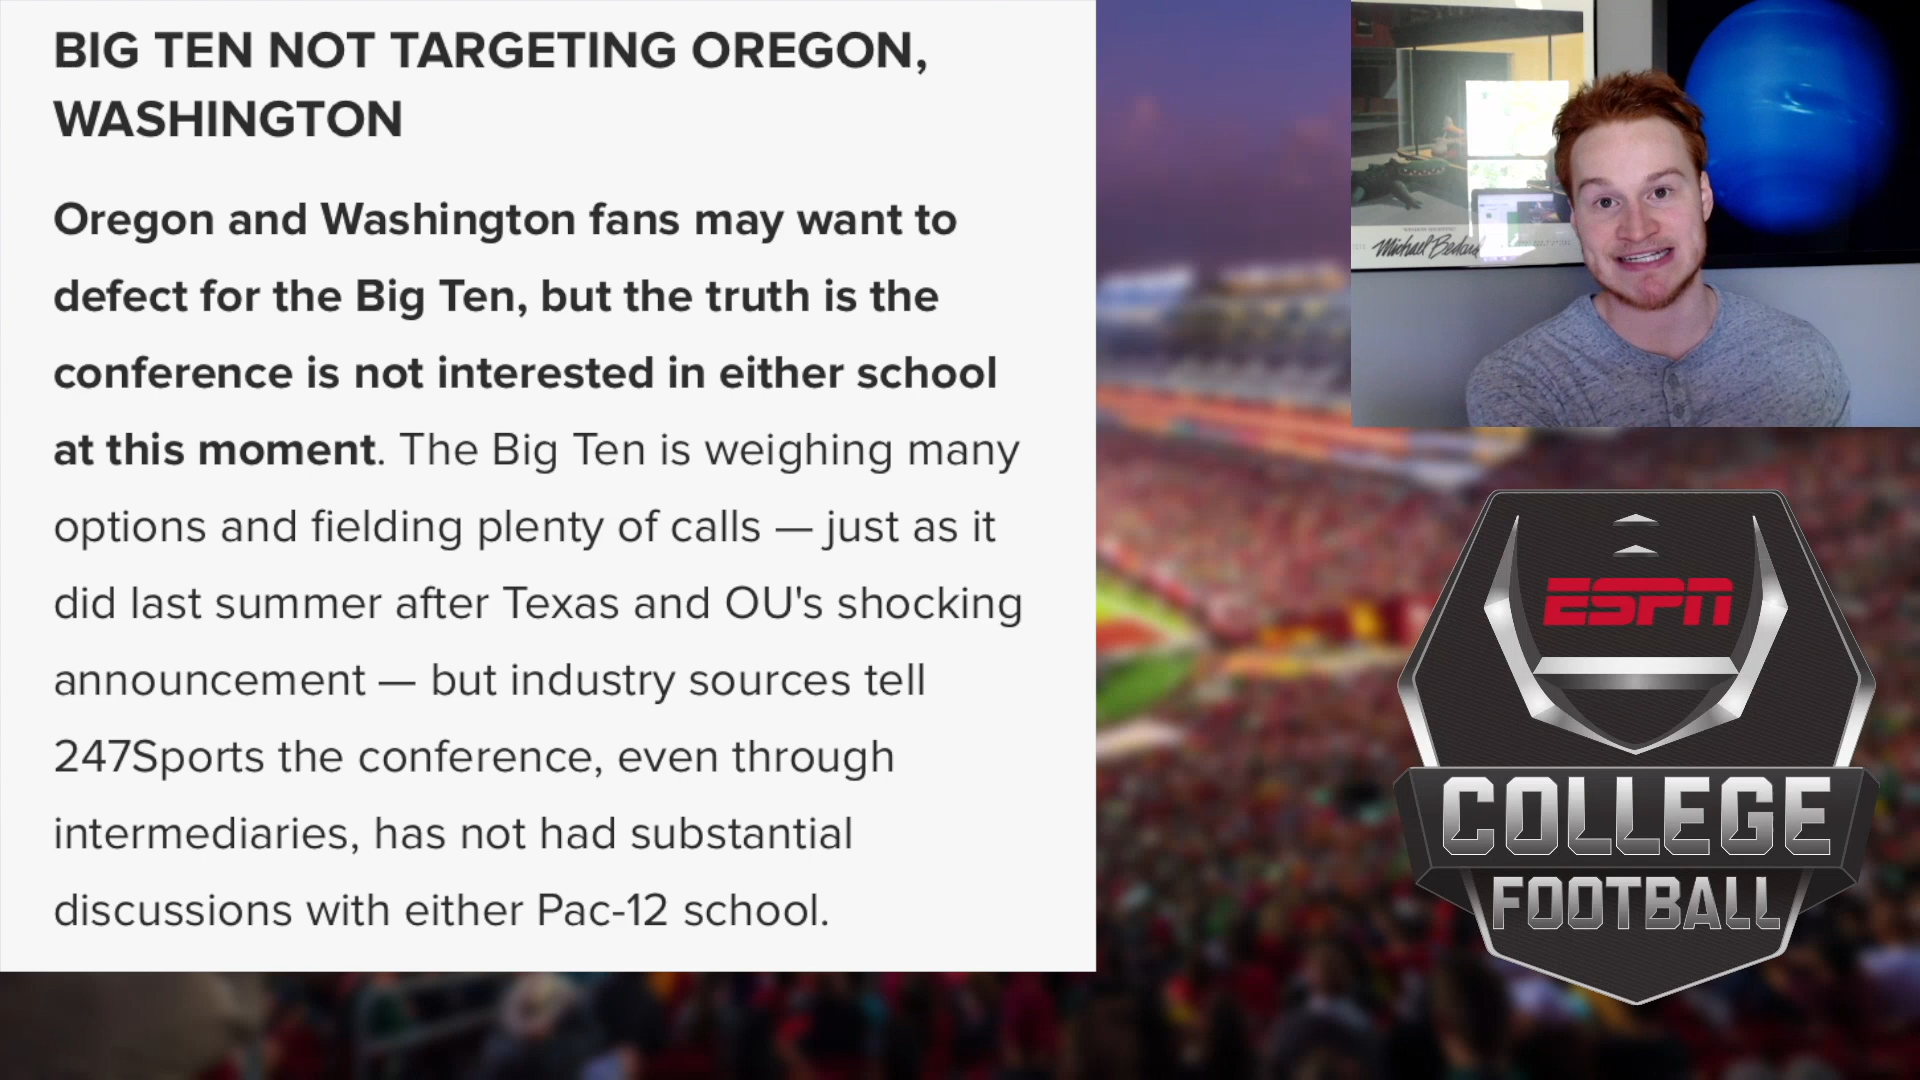 BIG TEN NOT TARGETING OREGON,
WASHINGTON
Oregon and Washington fans may want to
defect for the Big Ten, but the truth is the
conference is not interested in either school
at this moment. The Big Ten is weighing many
options and fielding plenty of calls — just as it
did last summer after Texas and OU's shocking
announcement — but industry sources tell
247Sports the conference, even through
intermediaries, has not had substantial
discussions with either Pac-12 school.
Michael Bedard
ESPN
COLLEGE
FOOTBALL